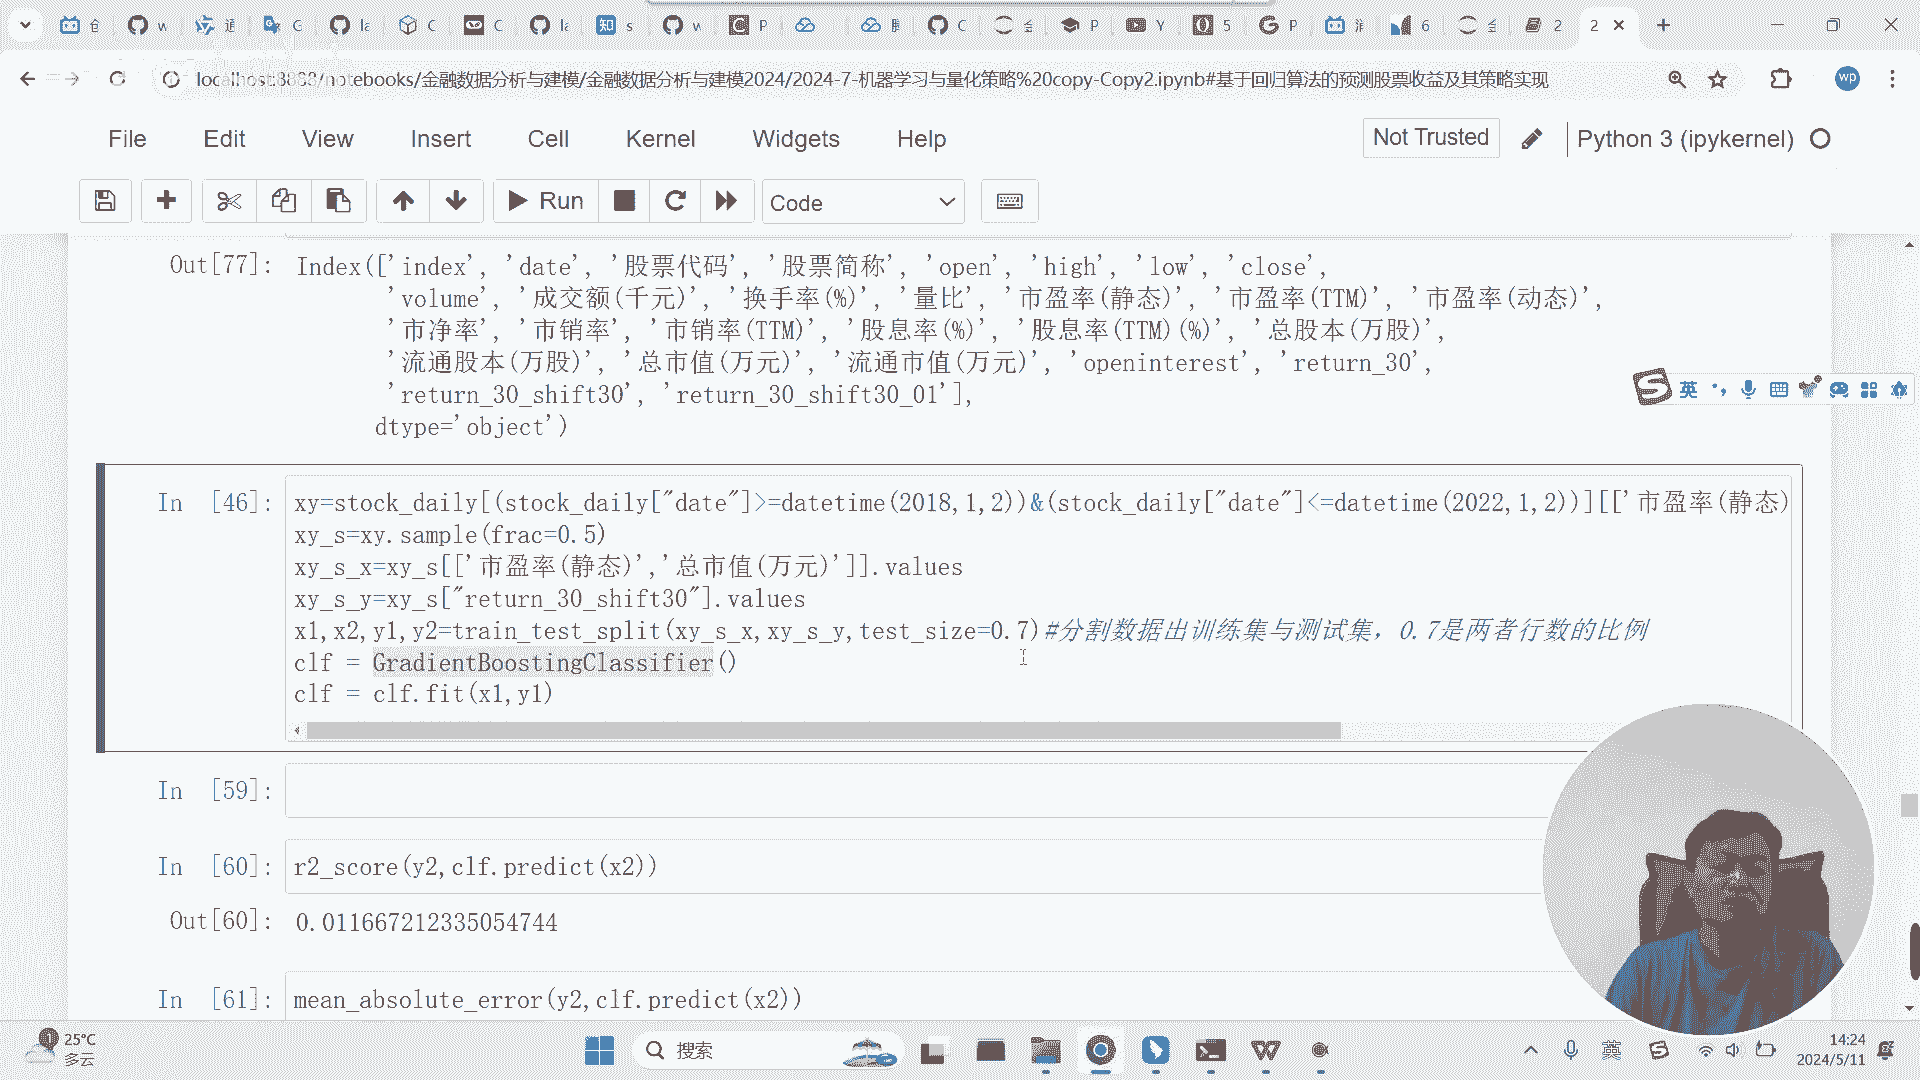 localhost:8888/notebooks/金融数据分析与建模/金融数据分析与建模2024/2024-7-机器学习与量化策略%20copy-Copy2.ipynb#基于回归算法的预测股票收益及其策略实现
wp
File Edit View Insert Cell Kernel Widgets Help
Not Trusted
Python 3 (ipykernel)
Run
Code
Out[77]: Index(['index', 'date', '股票代码', '股票简称', 'open', 'high', 'low', 'close',
'volume', '成交额(千元)', '换手率(%)', '量比', '市盈率(静态)', '市盈率(TTM)', '市盈率(动态)',
'市净率', '市销率', '市销率(TTM)', '股息率(%)', '股息率(TTM)(%)', '总股本(万股)',
'流通股本(万股)', '总市值(万元)', '流通市值(万元)', 'openinterest', 'return_30',
'return_30_shift30', 'return_30_shift30_01'],
dtype='object')
英
In [46]: xy=stock_daily[(stock_daily["date"]>=datetime(2018,1,2))&(stock_daily["date"]<=datetime(2022,1,2))][['市盈率(静态)
xy_s=xy.sample(frac=0.5)
xy_s_x=xy_s[['市盈率(静态)','总市值(万元)']].values
xy_s_y=xy_s["return_30_shift30"].values
x1,x2,y1,y2=train_test_split(xy_s_x,xy_s_y,test_size=0.7)#分割数据出训练集与测试集，0.7是两者行数的比例
clf = GradientBoostingClassifier()
clf = clf.fit(x1,y1)
In [59]:
In [60]: r2_score(y2,clf.predict(x2))
Out[60]: 0.011667212335054744
In [61]: mean_absolute_error(y2,clf.predict(x2))
25°C
多云
搜索
英
14:24
2024/5/11